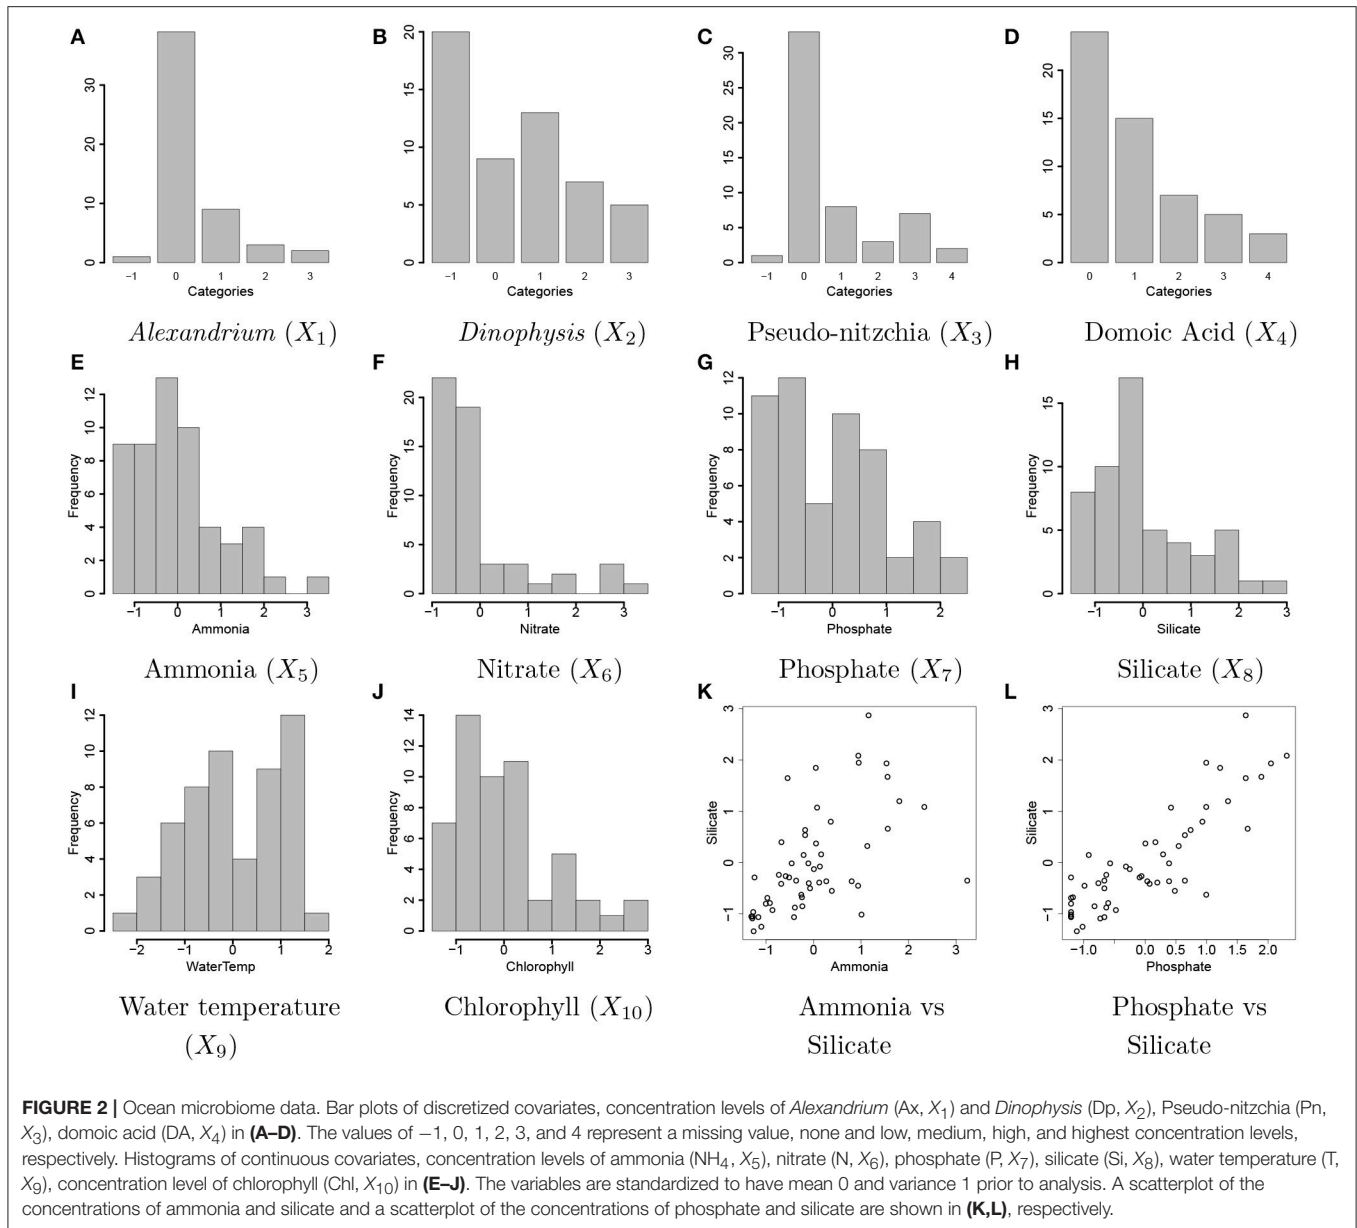 A
B
C
D
0 10 20 30
−1 0 1 2 3
Categories
0 5 10 15 20
−1 0 1 2 3
Categories
0 5 10 15 20 25 30
−1 0 1 2 3 4
Categories
0 5 10 15 20
0 1 2 3 4
Categories
Alexandrium (X1)
Dinophysis (X2)
Pseudo-nitzchia (X3)
Domoic Acid (X4)
E
F
G
H
Frequency
0 2 4 6 8 10 12
−1 0 1 2 3
Ammonia
Frequency
0 5 10 15 20
−1 0 1 2 3
Nitrate
Frequency
0 2 4 6 8 10 12
−1 0 1 2
Phosphate
Frequency
0 5 10 15
−1 0 1 2 3
Silicate
Ammonia (X5)
Nitrate (X6)
Phosphate (X7)
Silicate (X8)
I
J
K
L
Frequency
0 2 4 6 8 10 12
−2 −1 0 1 2
WaterTemp
Frequency
0 2 4 6 8 10 12 14
−1 0 1 2 3
Chlorophyll
Silicate
−1 0 1 2 3
−1 0 1 2 3
Ammonia
Silicate
−1 0 1 2 3
−1.0 0.0 0.5 1.0 1.5 2.0
Phosphate
Water temperature
(X9)
Chlorophyll (X10)
Ammonia vs
Silicate
Phosphate vs
Silicate
FIGURE 2 | Ocean microbiome data. Bar plots of discretized covariates, concentration levels of Alexandrium (Ax, X1) and Dinophysis (Dp, X2), Pseudo-nitzchia (Pn,
X3), domoic acid (DA, X4) in (A–D). The values of −1, 0, 1, 2, 3, and 4 represent a missing value, none and low, medium, high, and highest concentration levels,
respectively. Histograms of continuous covariates, concentration levels of ammonia (NH4, X5), nitrate (N, X6), phosphate (P, X7), silicate (Si, X8), water temperature (T,
X9), concentration level of chlorophyll (Chl, X10) in (E–J). The variables are standardized to have mean 0 and variance 1 prior to analysis. A scatterplot of the
concentrations of ammonia and silicate and a scatterplot of the concentrations of phosphate and silicate are shown in (K,L), respectively.